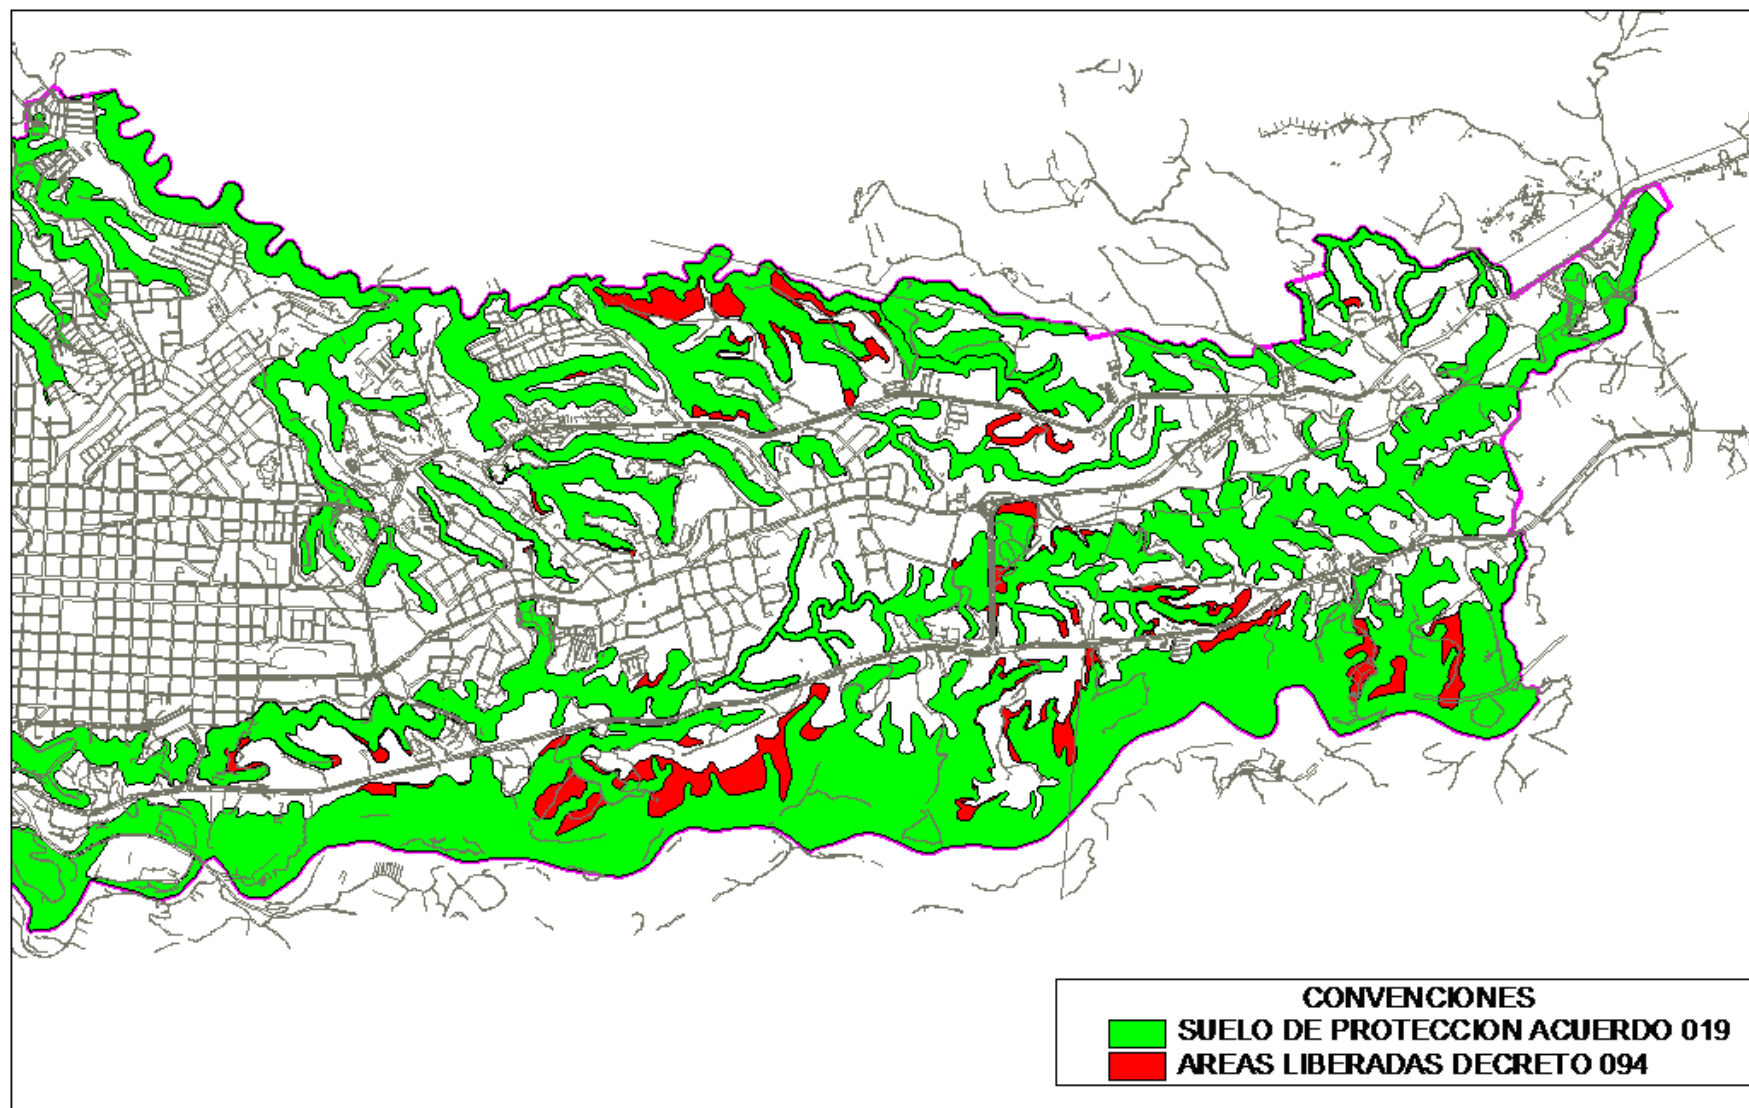 CONVENCIONES
SUELO DE PROTECCION ACUERDO 019
AREAS LIBERADAS DECRETO 094